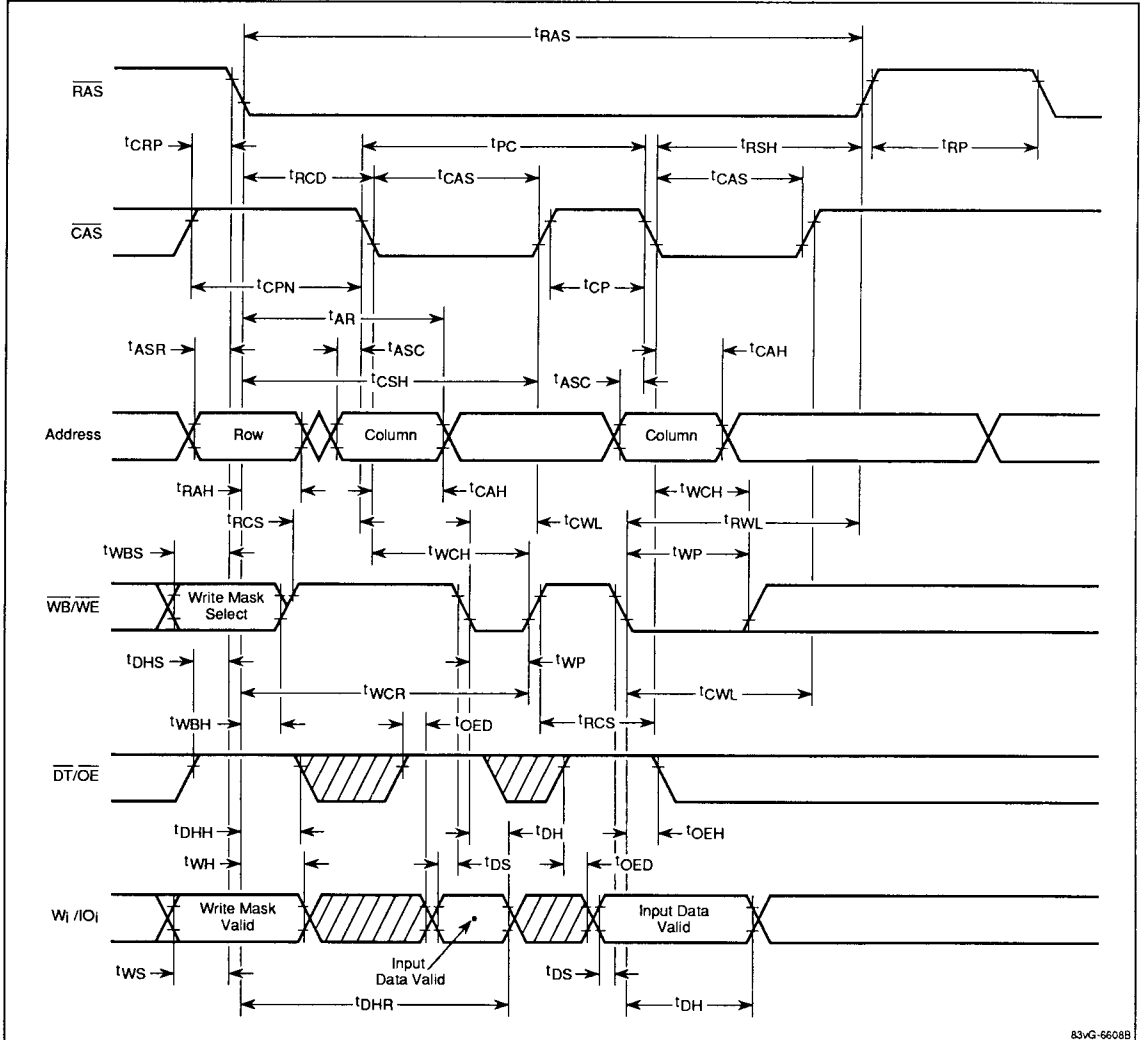 tRAS
RAS
tCRP
tPC
tRSH
tRP
tRCD
tCAS
tCAS
CAS
tCPN
tCP
tAR
tASR
tASC
tCAH
tCSH
tASC
Address
Row
Column
Column
tRAH
tCAH
tWCH
tRCS
tCWL
tRWL
tWBS
tWCH
tWP
WB/WE
Write Mask
Select
tDHS
tWP
tWCR
tCWL
tWBH
tOED
tRCS
DT/OE
tDHH
tDH
tOEH
tWH
tDS
tOED
Wi /IOi
Write Mask
Valid
Input Data
Valid
Input
Data Valid
tWS
tDS
tDHR
tDH
83vG-6608B